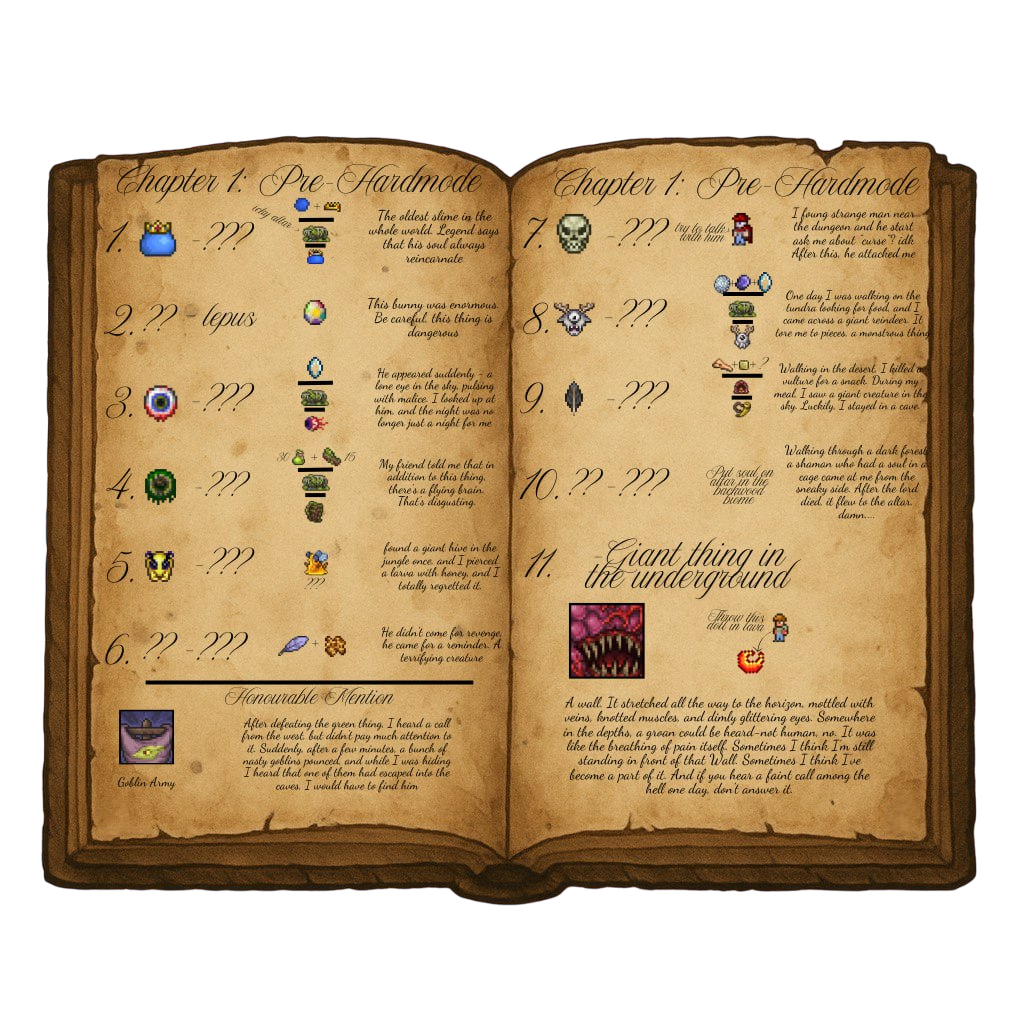 Chapter 1: Pre-Hardmode
1. -???
icky altar
+
The oldest slime in the
whole world. Legend says
that his soul always
reincarnate
2. ?? - lepus
This bunny was enormous.
Be careful, this thing is
dangerous
3. -???
He appeared suddenly - a
lone eye in the sky, pulsing
with malice. I looked up at
him, and the night was no
longer just a night for me
4. -???
30 + 15
My friend told me that in
addition to this thing,
there's a flying brain.
That's disgusting.
5. -???
???
found a giant hive in the
jungle once, and I pierced
a larva with honey, and I
totally regretted it.
6. ?? -???
+
He didn't come for revenge,
he came for a reminder. A
terrifying creature
Honourable Mention
Goblin Army
After defeating the green thing, I heard a call
from the west, but didn't pay much attention to
it. Suddenly, after a few minutes, a bunch of
nasty goblins pounced, and while I was hiding
I heard that one of them had escaped into the
caves, I would have to find him
Chapter 1: Pre-Hardmode
7. -???
try to talk
with him
I foung strange man near
the dungeon and he start
ask me about "curse"? idk
After this, he attacked me
8. -???
+ +
One day I was walking on the
tundra looking for food, and I
came across a giant reindeer. It
tore me to pieces, a monstrous thing
9. -???
+ + ?
Walking in the desert, I killed a
vulture for a snack. During my
meal, I saw a giant creature in the
sky. Luckily, I stayed in a cave.
10. ?? -???
Put soul on
altar in the
backwood
biome
Walking through a dark forest
a shaman who had a soul in a
cage came at me from the
sneaky side. After the lord
died, it flew to the altar.
damn....
11. -Giant thing in
the underground
Throw this
doll in lava
A wall. It stretched all the way to the horizon, mottled with
veins, knotted muscles, and dimly glittering eyes. Somewhere
in the depths, a groan could be heard-not human, no. It was
like the breathing of pain itself. Sometimes I think I'm still
standing in front of that Wall. Sometimes I think I've
become a part of it. And if you hear a faint call among the
hell one day, don't answer it.